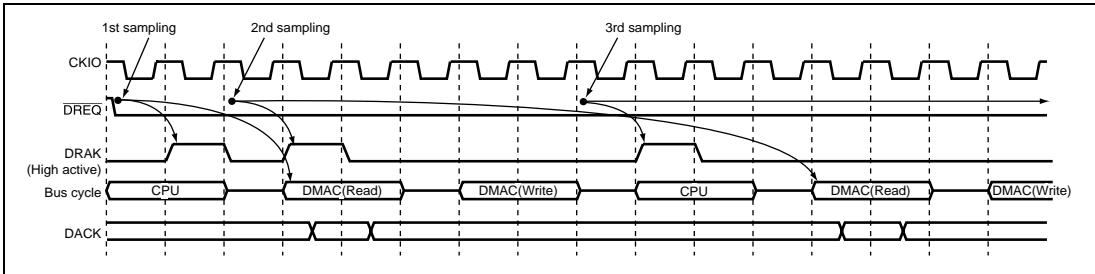 1st sampling 2nd sampling 3rd sampling
CKIO
DREQ
DRAK
(High active)
Bus cycle CPU DMAC(Read) DMAC(Write) CPU DMAC(Read) DMAC(Write)
DACK